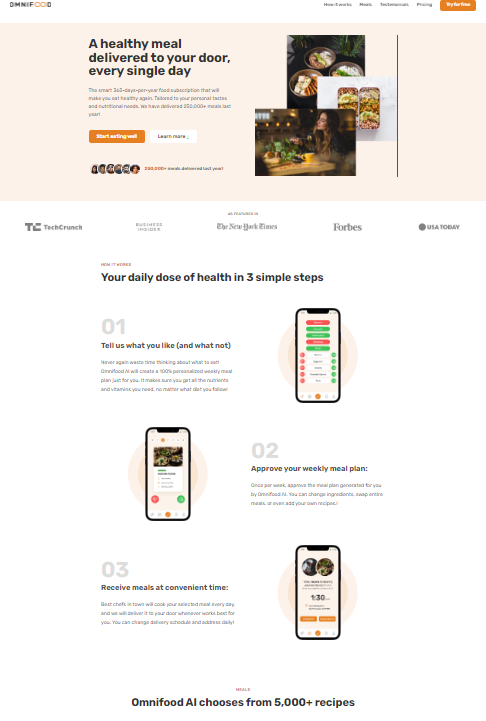 OMNIFOOD
How it works Meals Testimonials Pricing Try for free
A healthy meal
delivered to your door,
every single day
The smart 365-days-per-year food subscription that will
make you eat healthy again. Tailored to your personal tastes
and nutritional needs. We have delivered 250,000+ meals last
year!
Start eating well Learn more ↓
250,000+ meals delivered last year!
AS FEATURED IN
TC TechCrunch
BUSINESS
INSIDER
The New York Times
Forbes
USA TODAY
HOW IT WORKS
Your daily dose of health in 3 simple steps
01
Tell us what you like (and what not)
Never again waste time thinking about what to eat!
Omnifood AI will create a 100% personalized weekly meal
plan just for you. It makes sure you get all the nutrients
and vitamins you need, no matter what diet you follow!
02
Approve your weekly meal plan:
Once per week, approve the meal plan generated for you
by Omnifood AI. You can change ingredients, swap entire
meals, or even add your own recipes.!
03
Receive meals at convenient time:
Best chefs in town will cook your selected meal every day,
and we will deliver it to your door whenever works best for
you. You can change delivery schedule and address daily!
1:30
MEALS
Omnifood AI chooses from 5,000+ recipes